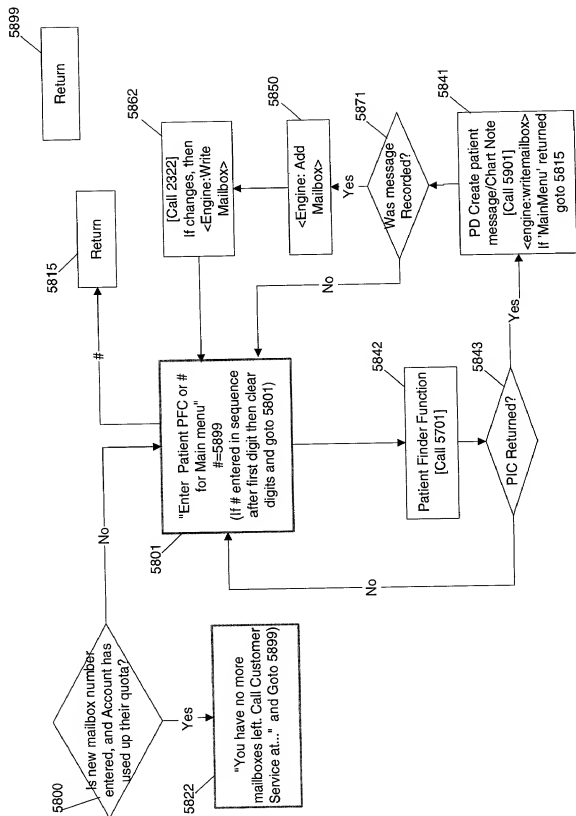 5800
Is new mailbox number
entered, and Account has
used up their quota?
No
Yes
5822
"You have no more
mailboxes left. Call Customer
Service at..." and Goto 5899)
5801
"Enter Patient PFC or #
for Main menu"
#=5899
(If # entered in sequence
after first digit then clear
digits and goto 5801)
#
5815
Return
5899
Return
5842
Patient Finder Function
[Call 5701]
5843
PIC Returned?
No
Yes
5841
PD Create patient
message/Chart Note
[Call 5901]
<engine:writemailbox>
If 'MainMenu' returned
goto 5815
5871
Was message
Recorded?
No
Yes
5850
<Engine: Add
Mailbox>
5862
[Call 2322]
If changes, then
<Engine:Write
Mailbox>